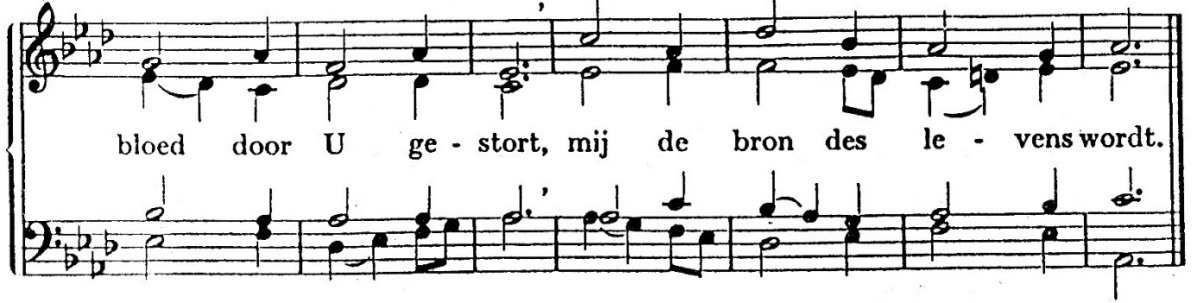 bloed door U ge - stort, mij de bron des le - vens wordt.